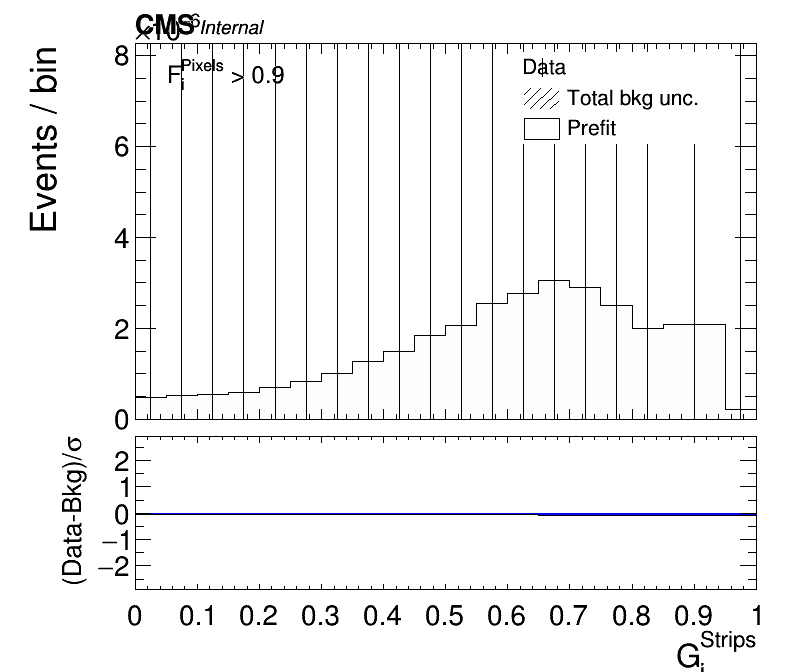 CMS Internal
×10^6
F_i^Pixels > 0.9
Data
Total bkg unc.
Prefit
Events / bin
8
6
4
2
0
(Data-Bkg)/σ
2
1
0
−1
−2
0 0.1 0.2 0.3 0.4 0.5 0.6 0.7 0.8 0.9 1
G_i^Strips